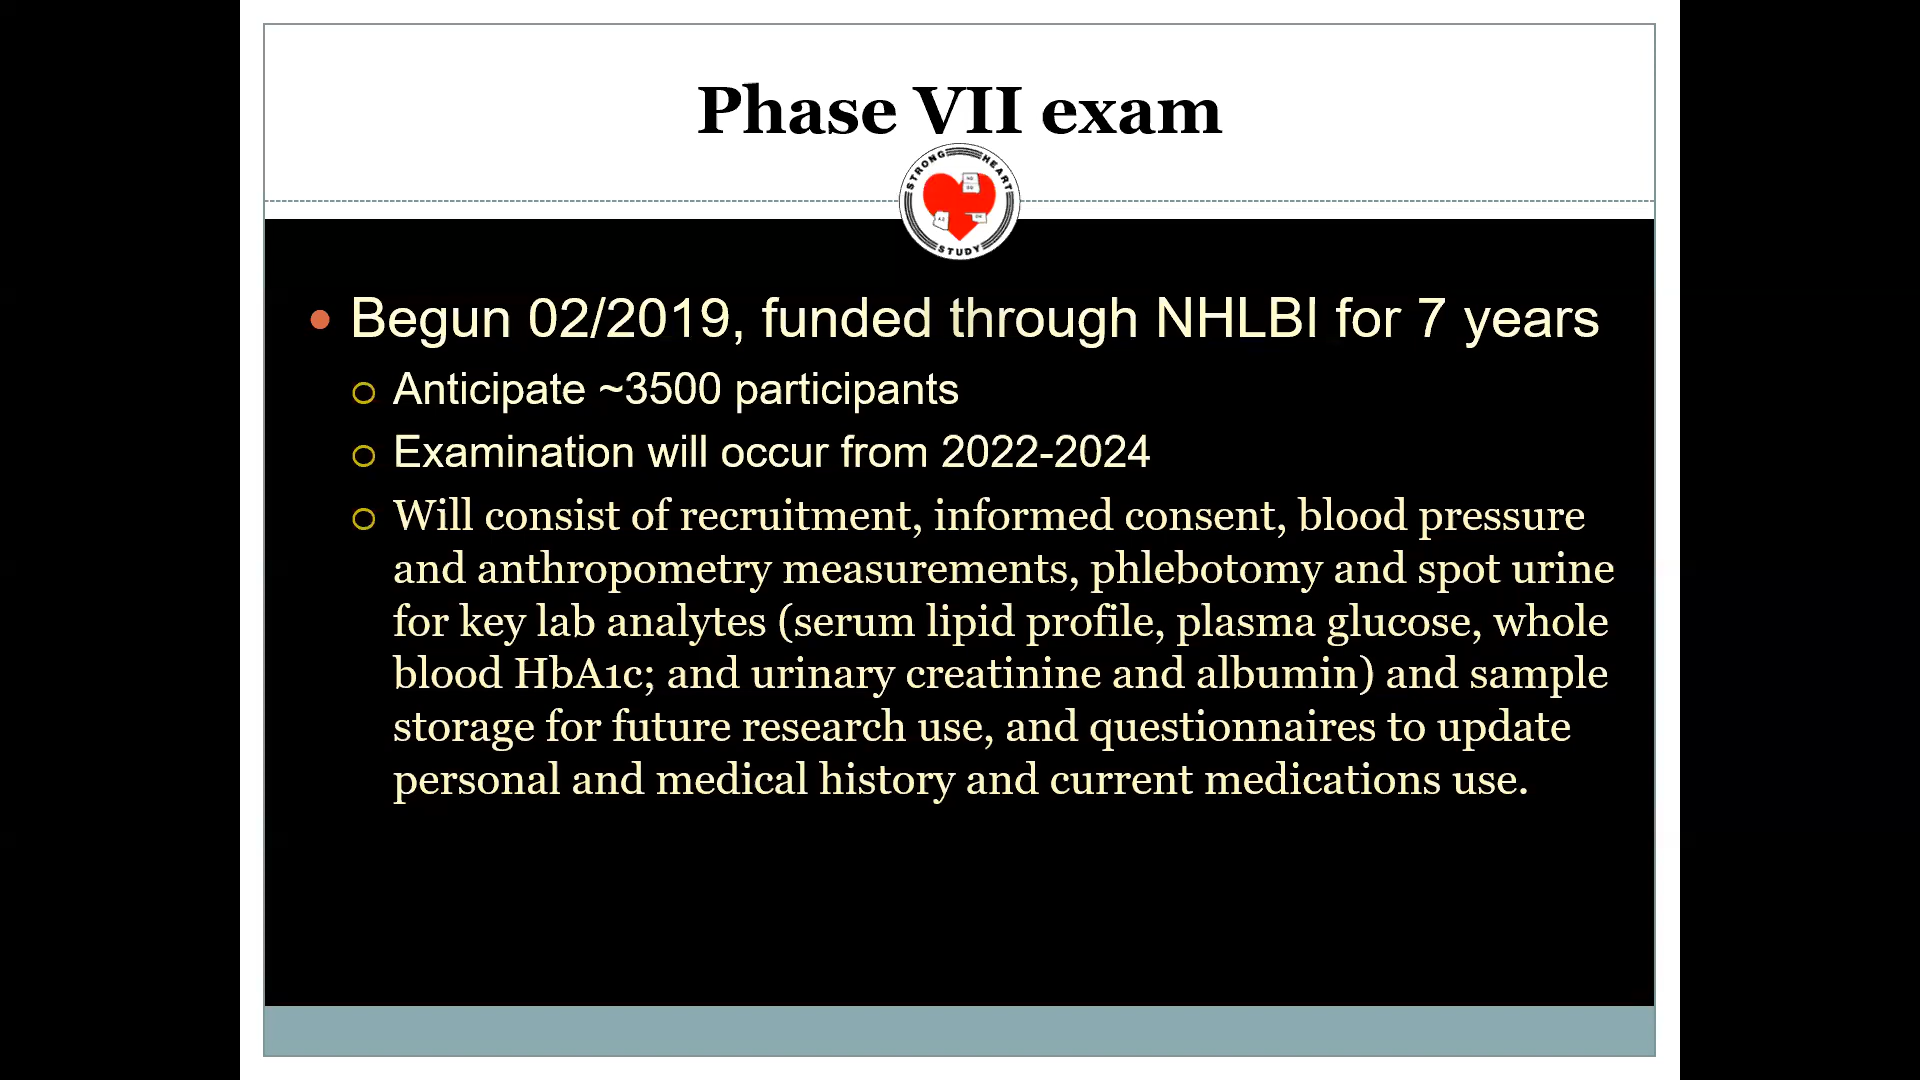 Phase VII exam
STRONG HEART
STUDY
• Begun 02/2019, funded through NHLBI for 7 years
Anticipate ~3500 participants
Examination will occur from 2022-2024
Will consist of recruitment, informed consent, blood pressure
and anthropometry measurements, phlebotomy and spot urine
for key lab analytes (serum lipid profile, plasma glucose, whole
blood HbA1c; and urinary creatinine and albumin) and sample
storage for future research use, and questionnaires to update
personal and medical history and current medications use.